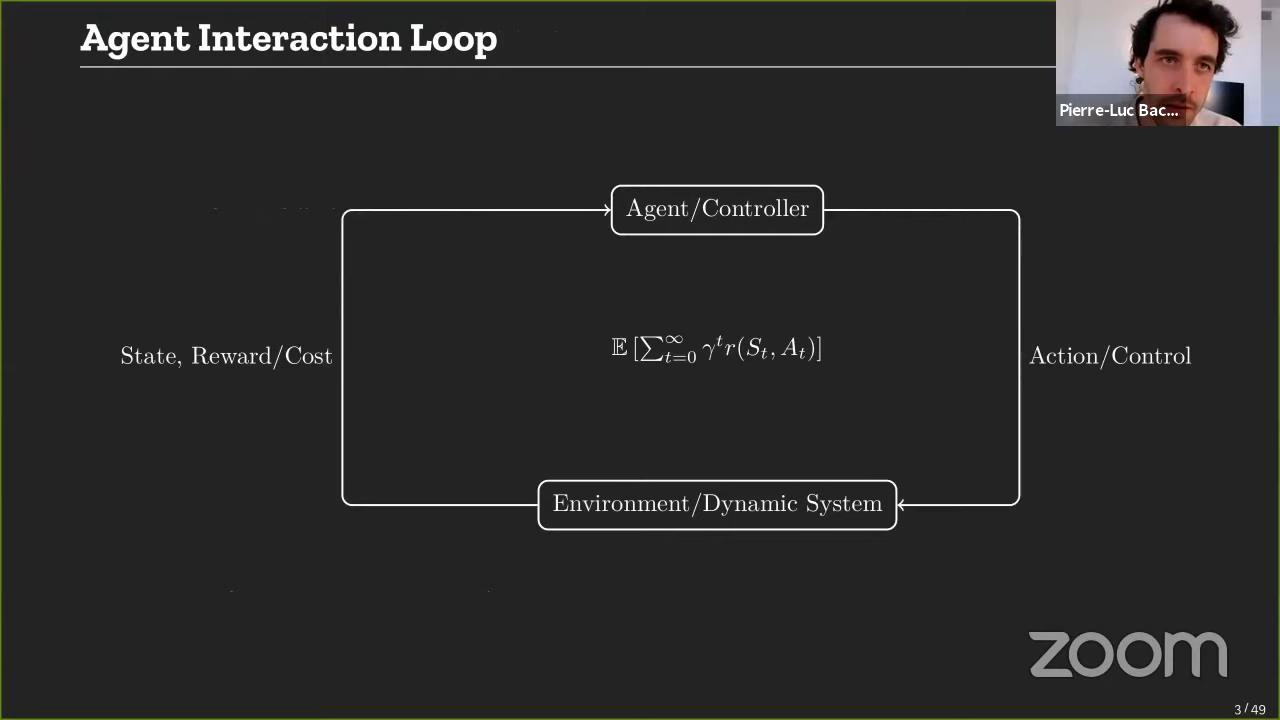 Agent Interaction Loop
Pierre-Luc Bac...
Agent/Controller
State, Reward/Cost
𝔼 [∑_{t=0}^{∞} γ^t r(S_t, A_t)]
Action/Control
Environment/Dynamic System
zoom
3 / 49